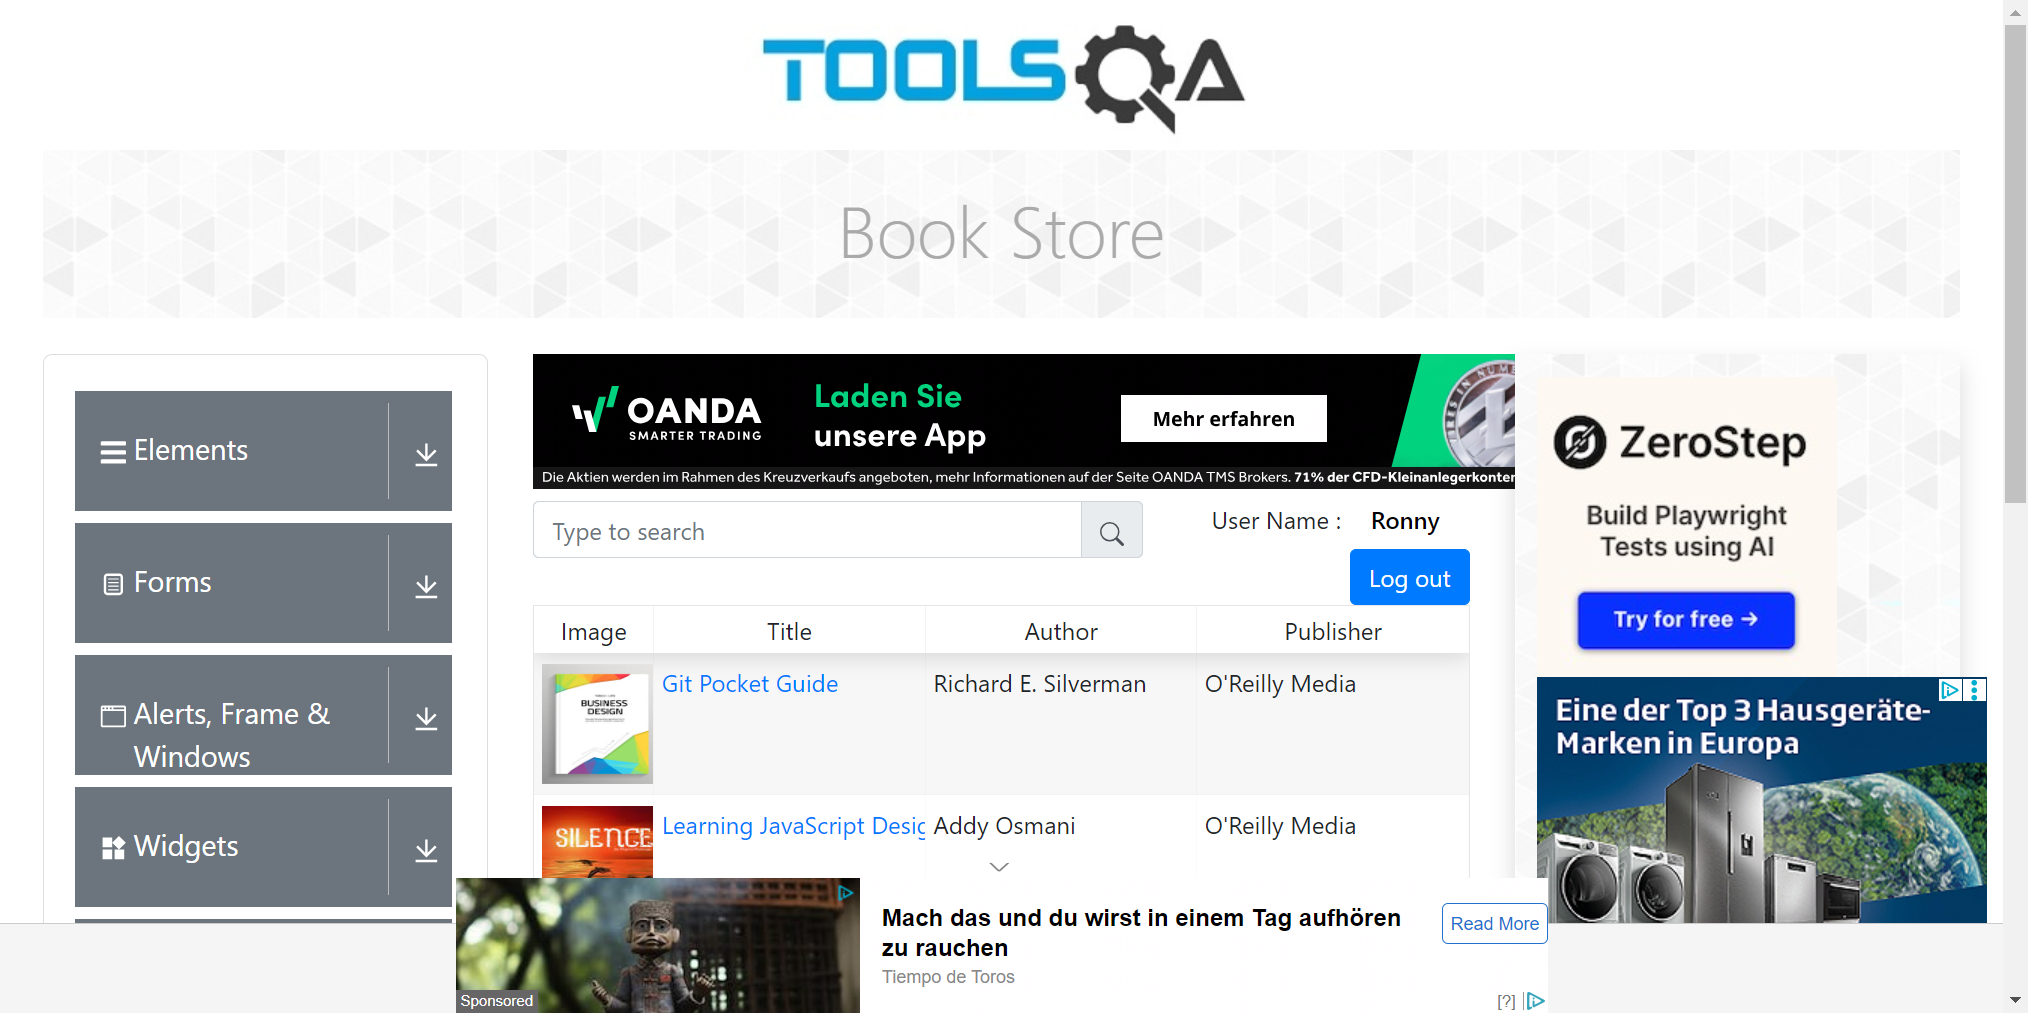 TOOLSQA
Book Store
Elements
Forms
Alerts, Frame &
Windows
Widgets
OANDA
SMARTER TRADING
Laden Sie
unsere App
Mehr erfahren
Die Aktien werden im Rahmen des Kreuzverkaufs angeboten, mehr Informationen auf der Seite OANDA TMS Brokers. 71% der CFD-Kleinanlegerkonten
Type to search
User Name : Ronny
Log out
Image Title Author Publisher
BUSINESS
DESIGN
Git Pocket Guide Richard E. Silverman O'Reilly Media
SILENCE
Learning JavaScript Desig Addy Osmani O'Reilly Media
ZeroStep
Build Playwright
Tests using AI
Try for free →
Eine der Top 3 Hausgeräte-
Marken in Europa
Sponsored
Mach das und du wirst in einem Tag aufhören
zu rauchen
Tiempo de Toros
Read More
[?]